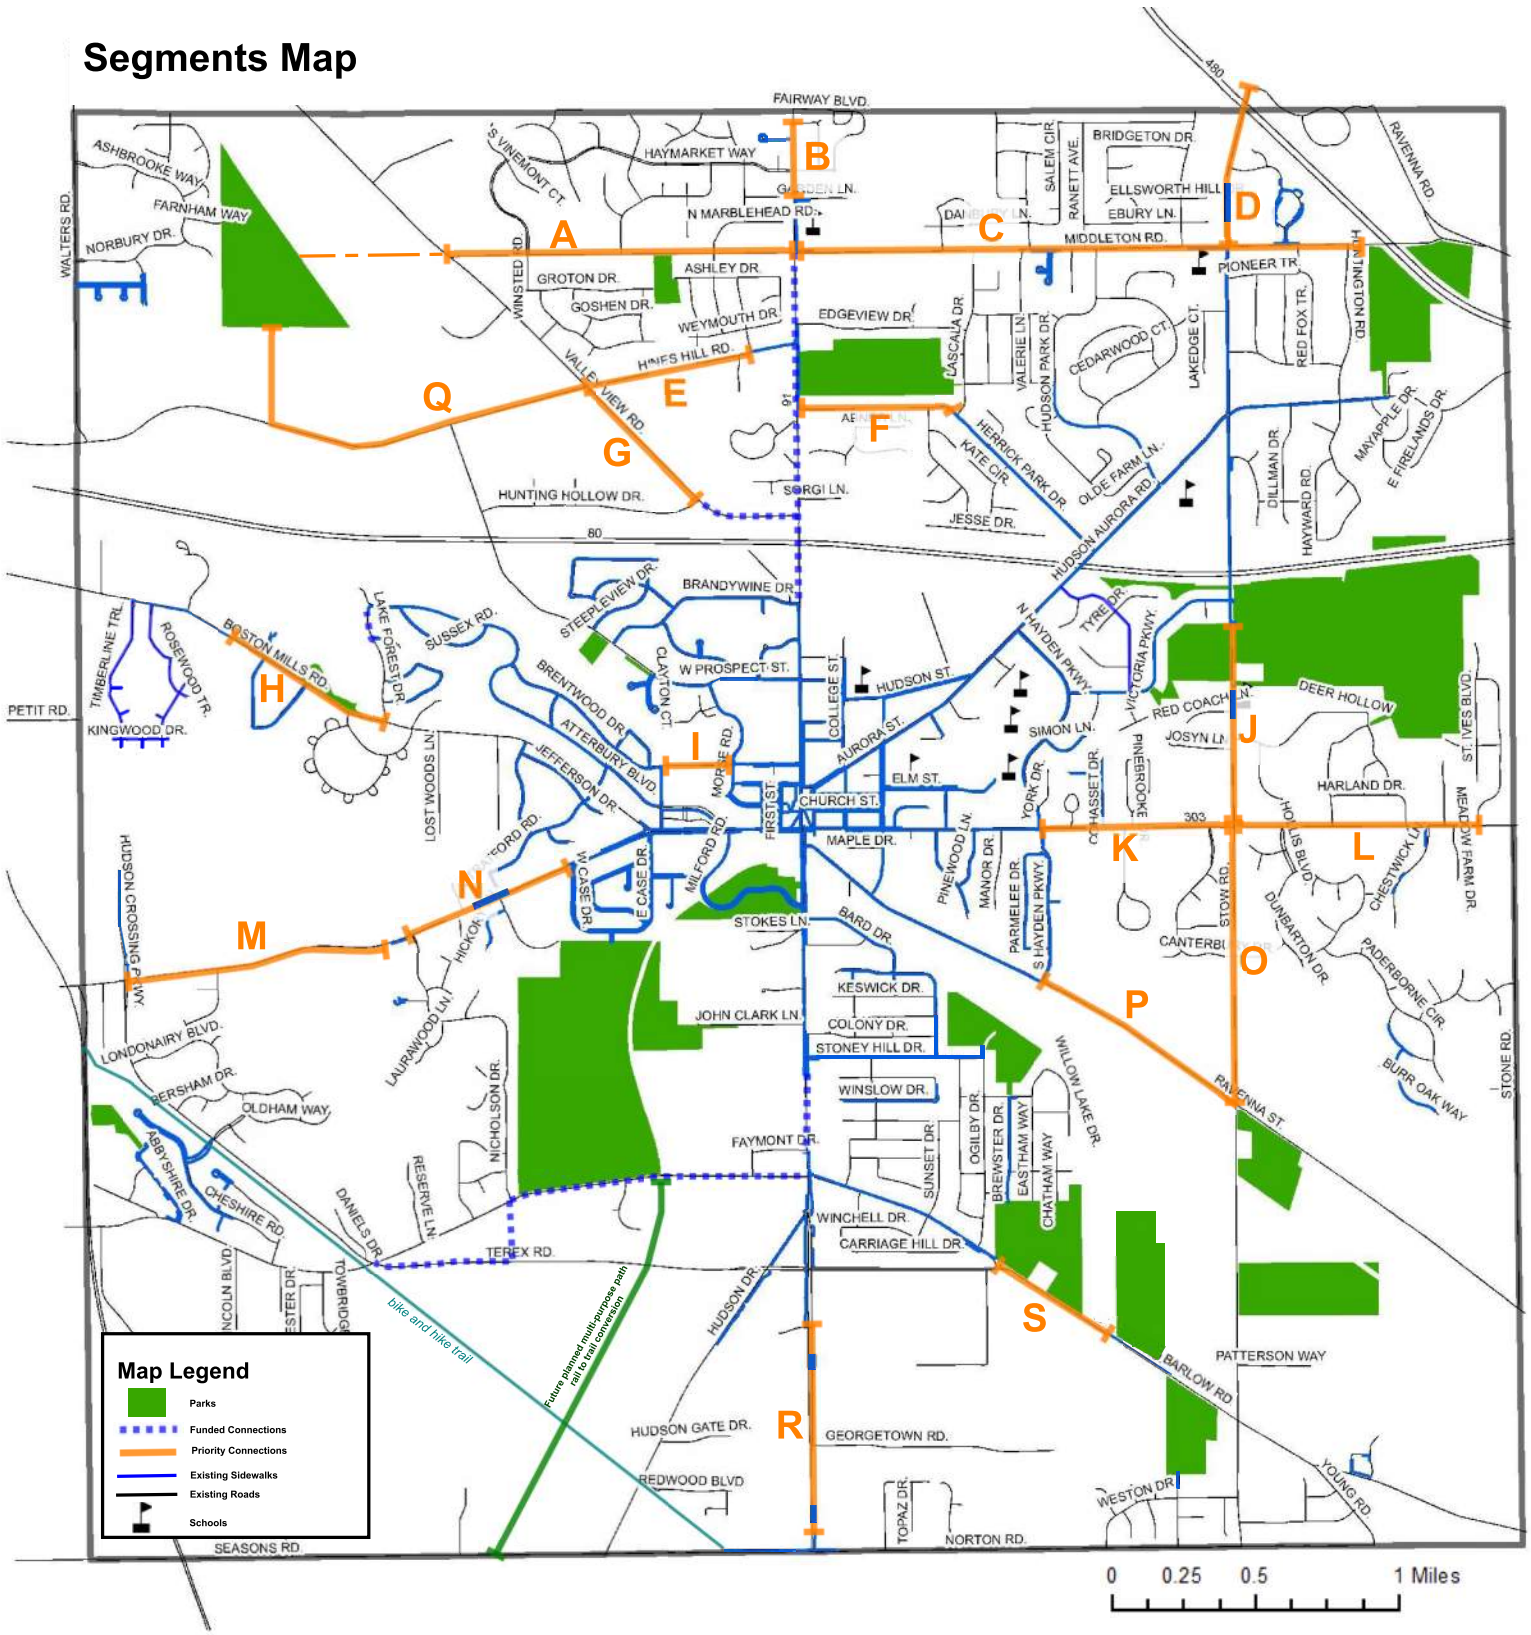 Segments Map
480
FAIRWAY BLVD.
RAVENNA RD.
BRIDGETON DR.
SALEM CIR.
RANETT AVE.
'S VINEMONT CT.
HAYMARKET WAY
B
ASHBROOKE WAY
ELLSWORTH HILL
D
WALTERS RD.
FARNHAM WAY
N MARBLEHEAD RD.
EBURY LN.
A
C
MIDDLETON RD.
NORBURY DR.
WINSTED RD.
GROTON DR.
ASHLEY DR.
PIONEER TR.
GOSHEN DR.
WEYMOUTH DR.
EDGEVIEW DR.
LASCALA DR.
VALERIE LN.
HUDSON PARK DR.
CEDARWOOD CT.
LAKEDGE CT.
RED FOX TR.
HINES HILL RD.
VALLEY VIEW RD.
E
Q
91
F
G
HERRICK PARK DR
KATE CIR.
OLDE FARM LN.
MAYAPPLE DR.
E FIRELANDS DR.
DILLMAN DR.
HAYWARD RD.
HUNTING HOLLOW DR.
SORGI LN.
JESSE DR.
HUDSON AURORA RD.
80
BRANDYWINE DR.
STEEPLEVIEW DR.
TYRE DR.
N HAYDEN PKWY.
VICTORIA PKWY.
TIMBERLINE TRL.
ROSEWOOD TR.
BOSTON MILLS RD.
LAKE FOREST DR.
SUSSEX RD.
H
BRENTWOOD DR.
CLAYTON CT.
W PROSPECT ST.
COLLEGE ST.
HUDSON ST.
RED COACH LN.
DEER HOLLOW
ST. IVES BLVD.
PETIT RD.
KINGWOOD DR.
ATTERBURY BLVD.
AURORA ST.
SIMON LN.
JOSYN LN.
J
JEFFERSON DR.
I
MORSE RD.
ELM ST.
YORK DR.
PINEBROOKE
HARLAND DR.
LOST WOODS LN.
FIRST ST.
CHURCH ST.
303
HOLLIS BLVD.
MEADOW FARM DR.
MAPLE DR.
K
L
CHESTWICK LN.
HUDSON CROSSING PKWY.
N
W CASE DR.
E CASE DR.
MILFORD RD.
PINEWOOD LN.
MANOR DR.
PARMELEE DR.
S HAYDEN PKWY.
STOW RD.
DUNBARTON DR.
M
STOKES LN.
BARD DR.
O
PADERBORNE CIR.
KESWICK DR.
P
LAURAWOOD LN.
JOHN CLARK LN.
COLONY DR.
STONEY HILL DR.
LONDONAIRY BLVD.
WINSLOW DR.
WILLOW LAKE DR.
RAVENNA ST.
BURR OAK WAY
STONE RD.
BERSHAM DR.
OLDHAM WAY
NICHOLSON DR.
FAYMONT DR.
SUNSET DR.
OGILBY DR.
BREWSTER DR.
EASTHAM WAY
CHATHAM WAY
ABBYSHIRE DR.
CHESHIRE RD.
DANIELS DR.
RESERVE LN.
WINCHELL DR.
CARRIAGE HILL DR.
TEREX RD.
HUDSON DR.
bike and hike trail
Future planned multi-purpose path
rail to trail conversion
S
BARLOW RD
PATTERSON WAY
R
HUDSON GATE DR.
GEORGETOWN RD.
REDWOOD BLVD
TOPAZ DR.
WESTON DR
YOUNG RD.
NORTON RD.
SEASONS RD.
Map Legend
Parks
Funded Connections
Priority Connections
Existing Sidewalks
Existing Roads
Schools
0 0.25 0.5 1 Miles